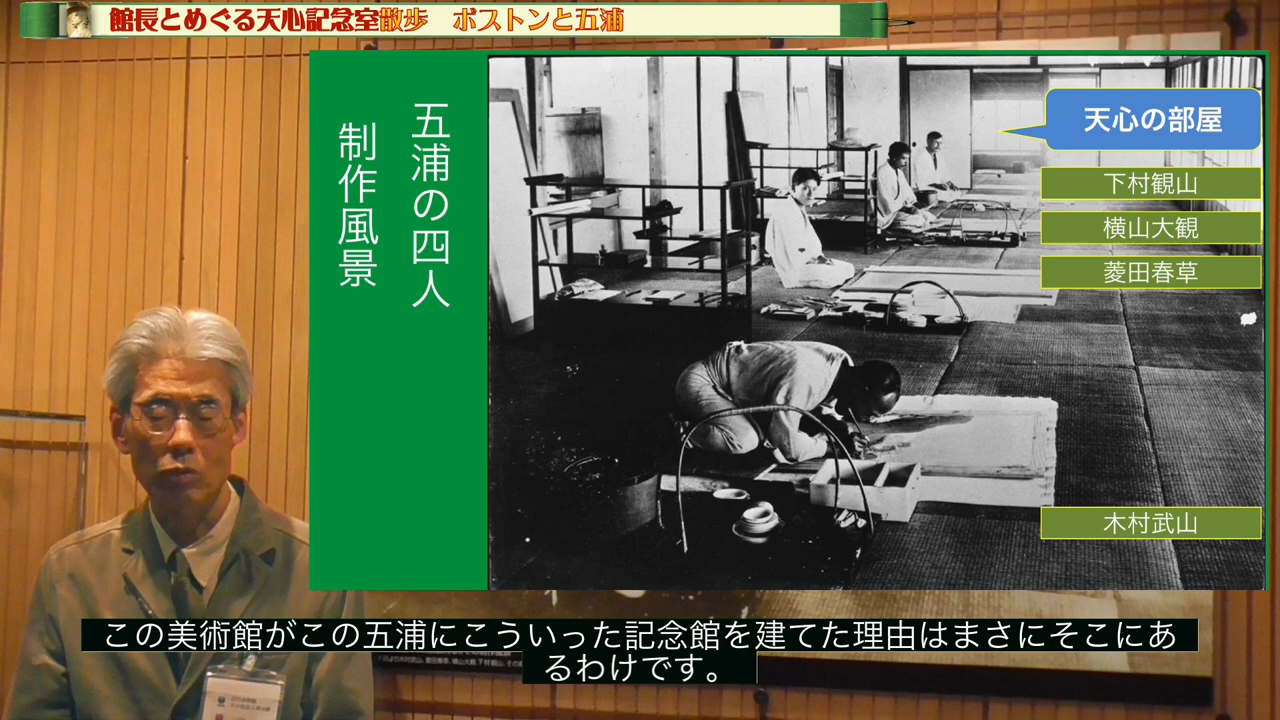 館長とめぐる天心記念室散歩 ボストンと五浦
五浦の四人
制作風景
天心の部屋
下村観山
横山大観
菱田春草
木村武山
この美術館がこの五浦にこういった記念館を建てた理由はまさにそこにあ
るわけです。